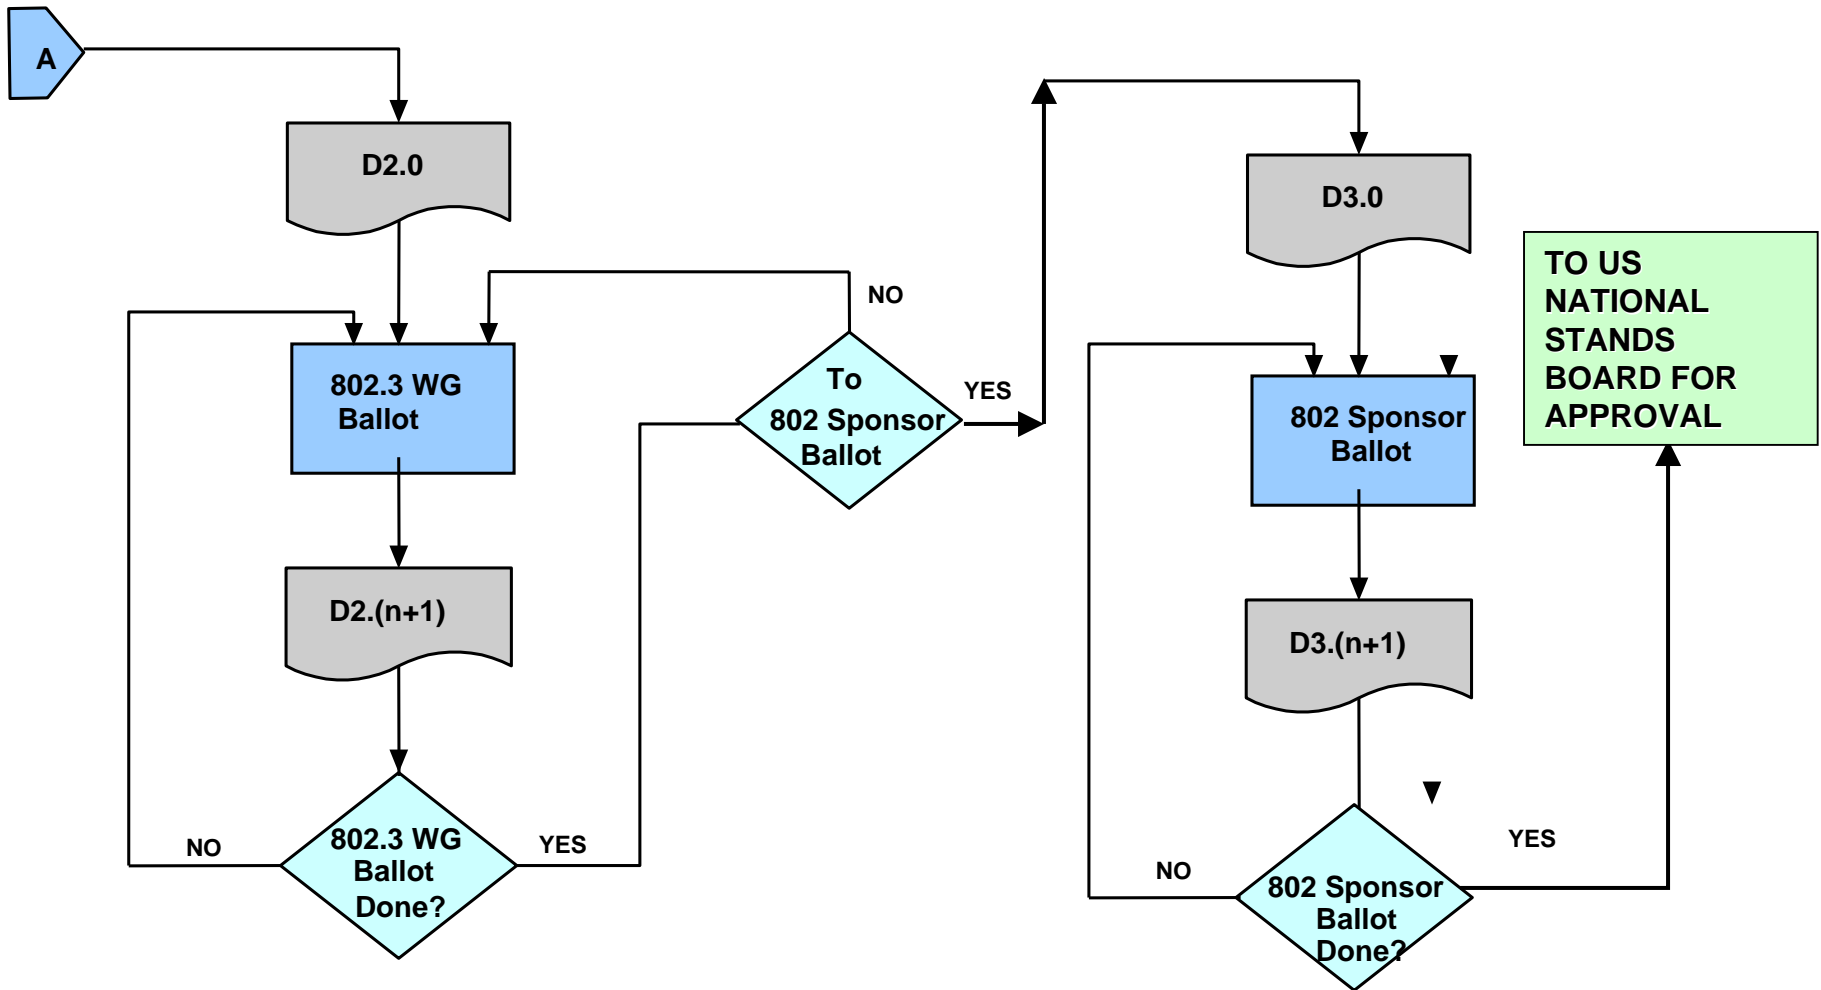 A
D2.0
802.3 WG
Ballot
D2.(n+1)
802.3 WG
Ballot
Done?
NO
YES
To
802 Sponsor
Ballot
NO
YES
D3.0
802 Sponsor
Ballot
D3.(n+1)
802 Sponsor
Ballot
Done?
NO
YES
TO US
NATIONAL
STANDS
BOARD FOR
APPROVAL